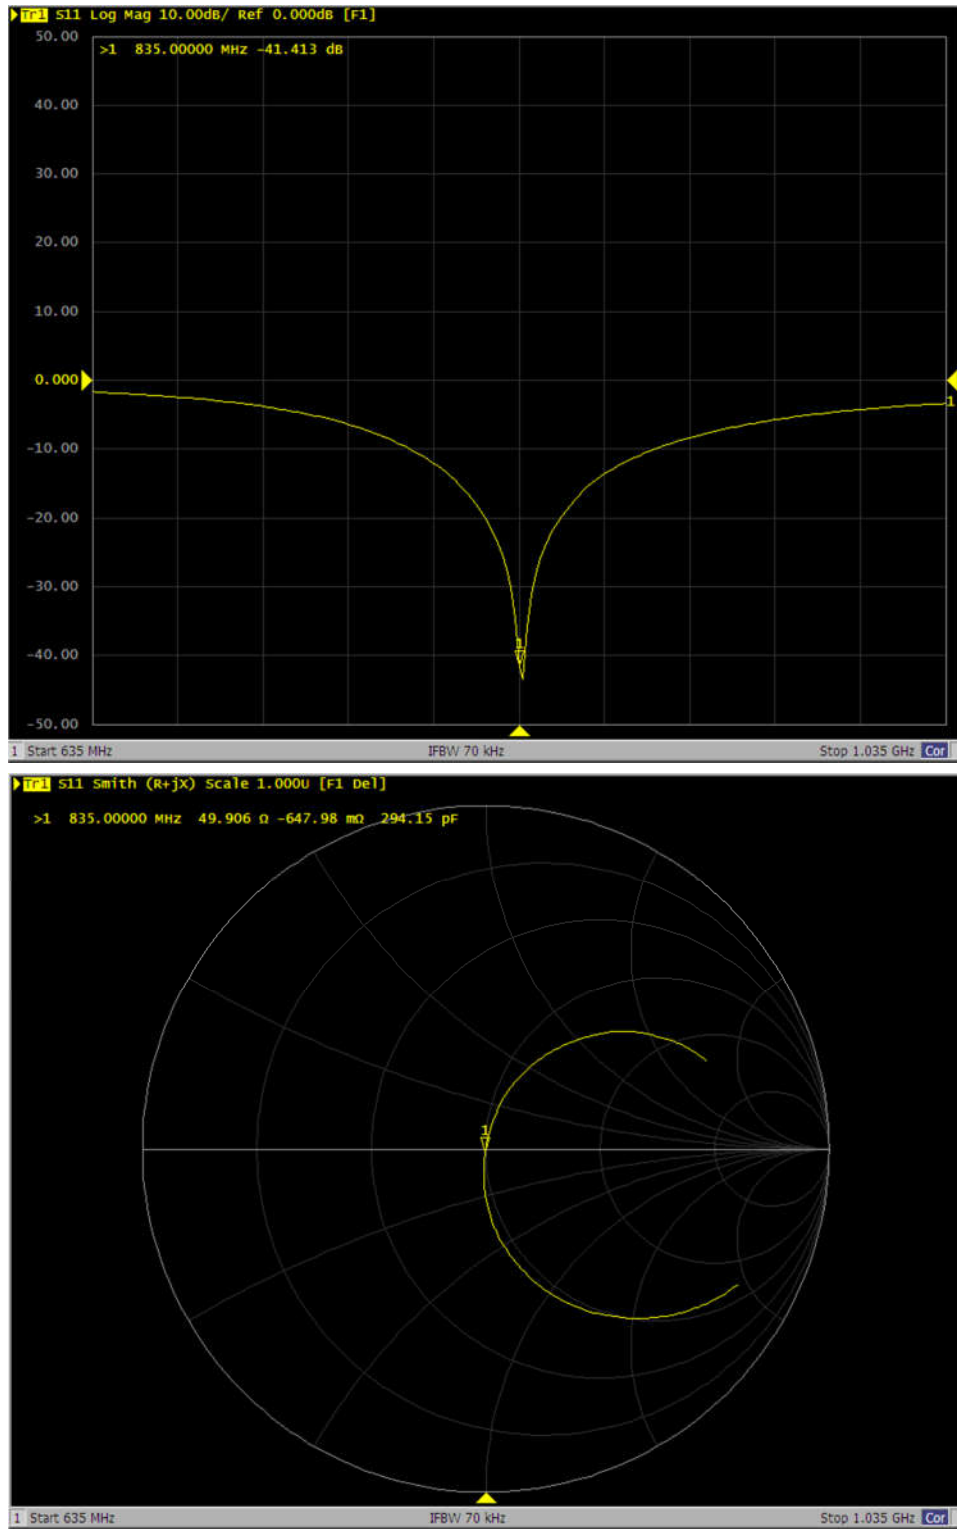 Tr1 S11 Log Mag 10.00dB/ Ref 0.000dB [F1]
50.00
>1 835.00000 MHz -41.413 dB
40.00
30.00
20.00
10.00
0.000
1
-10.00
-20.00
-30.00
1
-40.00
-50.00
1 Start 635 MHz IFBW 70 kHz Stop 1.035 GHz Cor
Tr1 S11 Smith (R+jX) Scale 1.000U [F1 Del]
>1 835.00000 MHz 49.906 Ω -647.98 mΩ 294.15 pF
1
1 Start 635 MHz IFBW 70 kHz Stop 1.035 GHz Cor